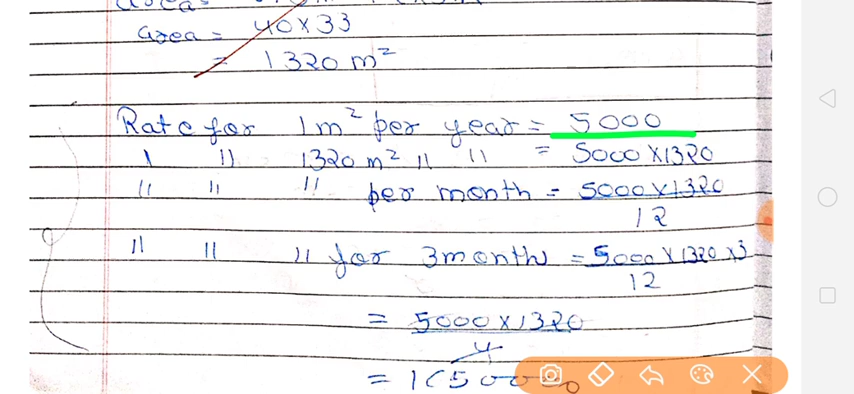 area = 40×33
= 1320 m²
Rate for 1m² per year = 5000
" " 1320 m² " " = 5000×1320
" " " per month = 5000×1320
12
" " " for 3 month = 5000×1320×3
12
= 5000×1320
4
=